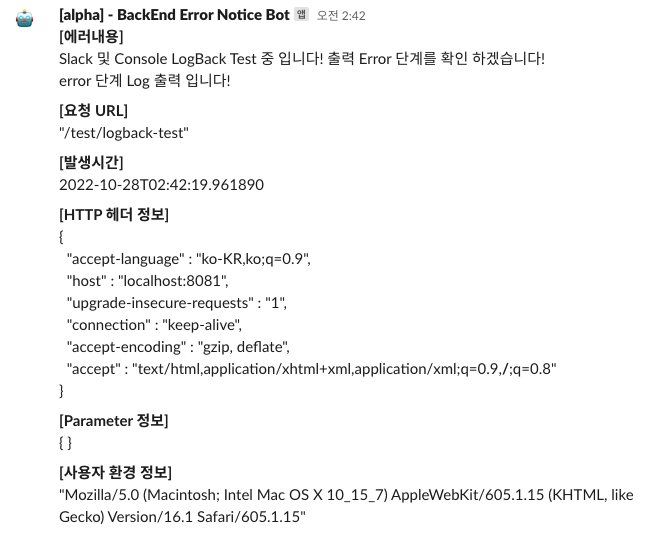 [alpha] - BackEnd Error Notice Bot 앱 오전 2:42
[에러내용]
Slack 및 Console LogBack Test 중 입니다! 출력 Error 단계를 확인 하겠습니다!
error 단계 Log 출력 입니다!
[요청 URL]
"/test/logback-test"
[발생시간]
2022-10-28T02:42:19.961890
[HTTP 헤더 정보]
{
"accept-language" : "ko-KR,ko;q=0.9",
"host" : "localhost:8081",
"upgrade-insecure-requests" : "1",
"connection" : "keep-alive",
"accept-encoding" : "gzip, deflate",
"accept" : "text/html,application/xhtml+xml,application/xml;q=0.9,/;q=0.8"
}
[Parameter 정보]
{ }
[사용자 환경 정보]
"Mozilla/5.0 (Macintosh; Intel Mac OS X 10_15_7) AppleWebKit/605.1.15 (KHTML, like
Gecko) Version/16.1 Safari/605.1.15"